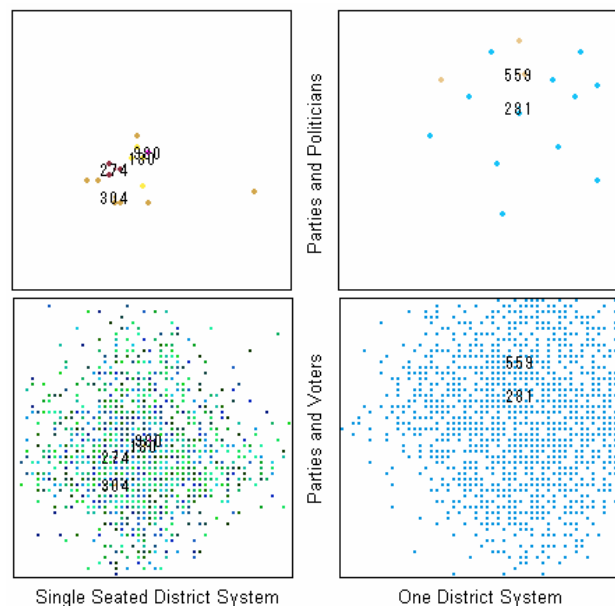 274
304
Parties and Politicians
559
281
274
304
Parties and Voters
559
281
Single Seated District System
One District System